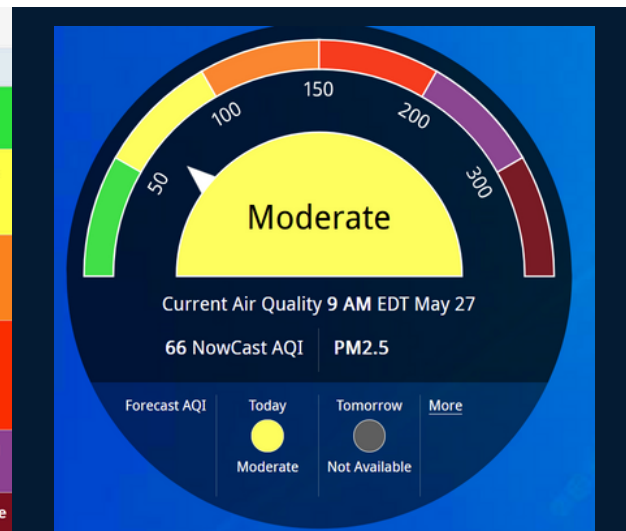 50
100
150
200
300
Moderate
Current Air Quality 9 AM EDT May 27
66 NowCast AQI PM2.5
Forecast AQI Today Tomorrow More
Moderate Not Available
e